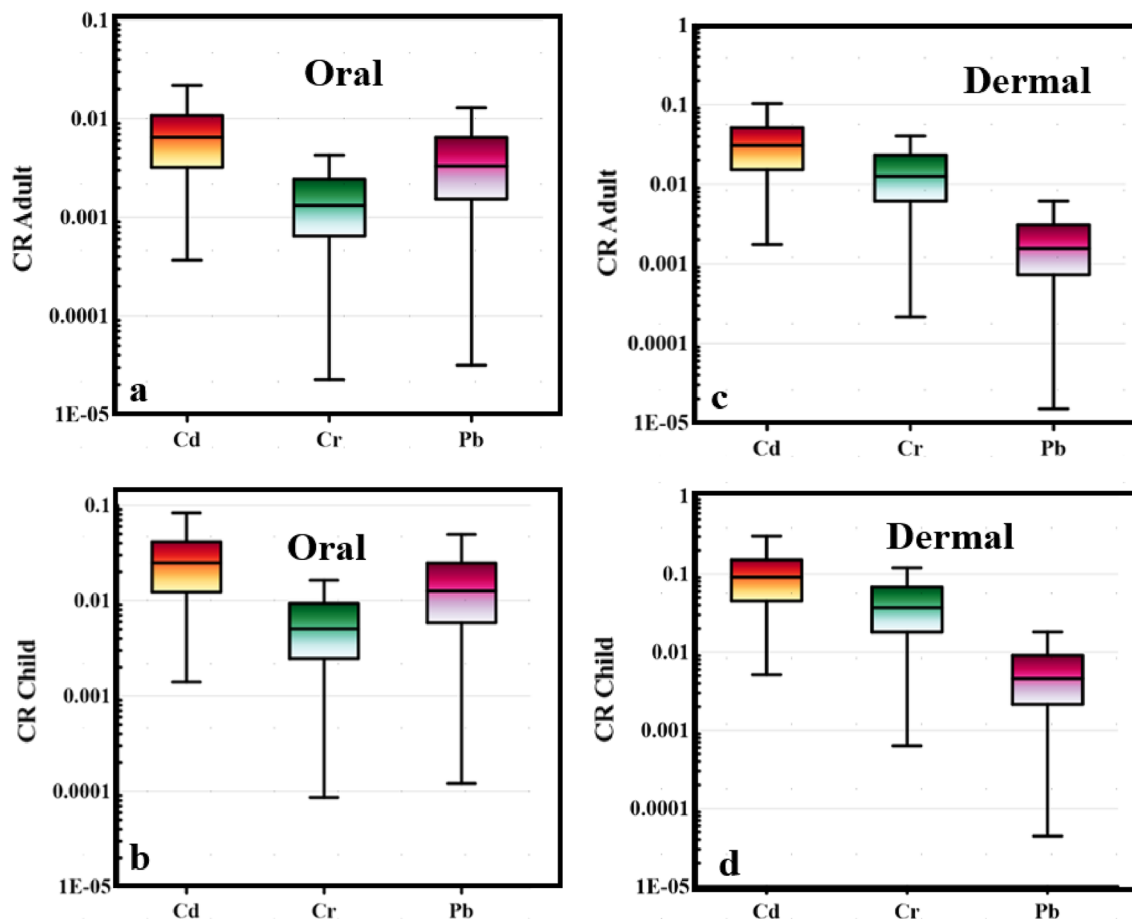 0.1
0.01
0.001
0.0001
1E-05
CR Adult
Oral
a
Cd Cr Pb
1
0.1
0.01
0.001
0.0001
1E-05
CR Adult
Dermal
c
Cd Cr Pb
0.1
0.01
0.001
0.0001
1E-05
CR Child
Oral
b
Cd Cr Pb
1
0.1
0.01
0.001
0.0001
1E-05
CR Child
Dermal
d
Cd Cr Pb